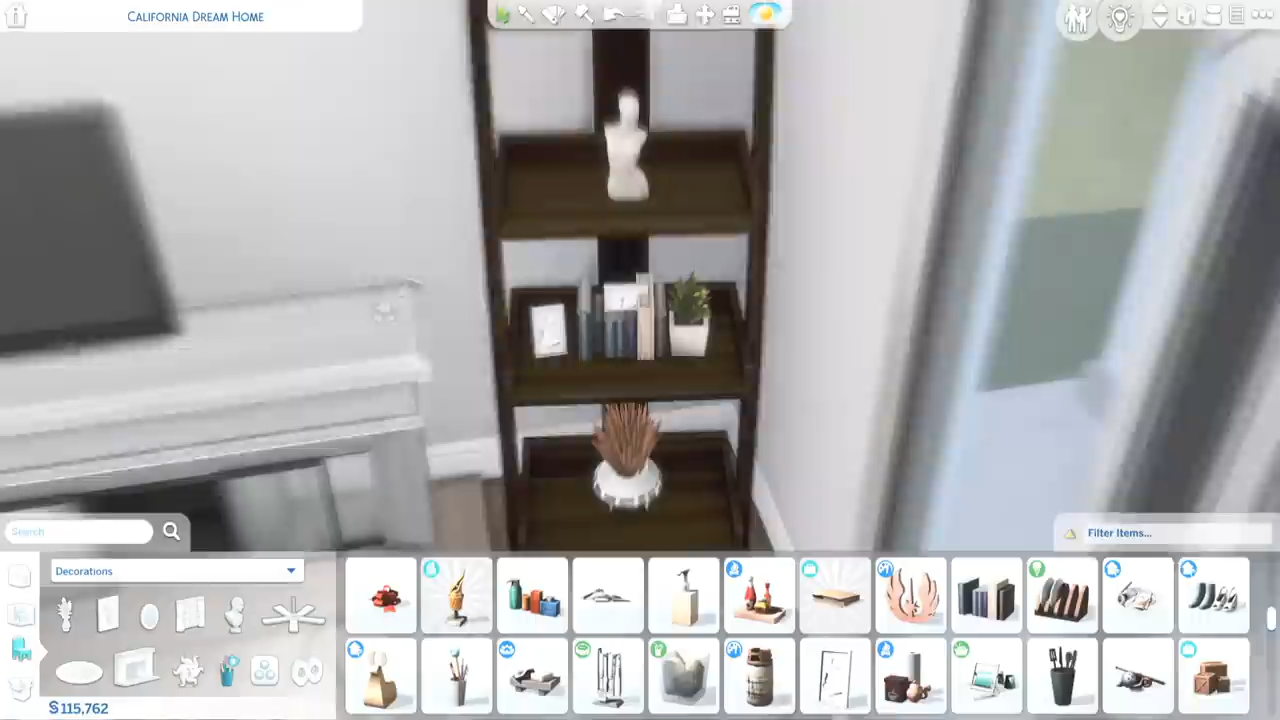 CALIFORNIA DREAM HOME
Search
Filter Items...
Decorations
§115,762